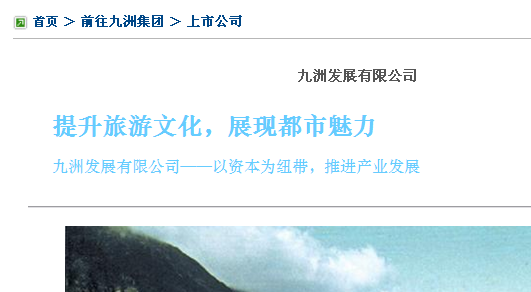 首页 > 前往九洲集团 > 上市公司
九洲发展有限公司
提升旅游文化，展现都市魅力
九洲发展有限公司——以资本为纽带，推进产业发展